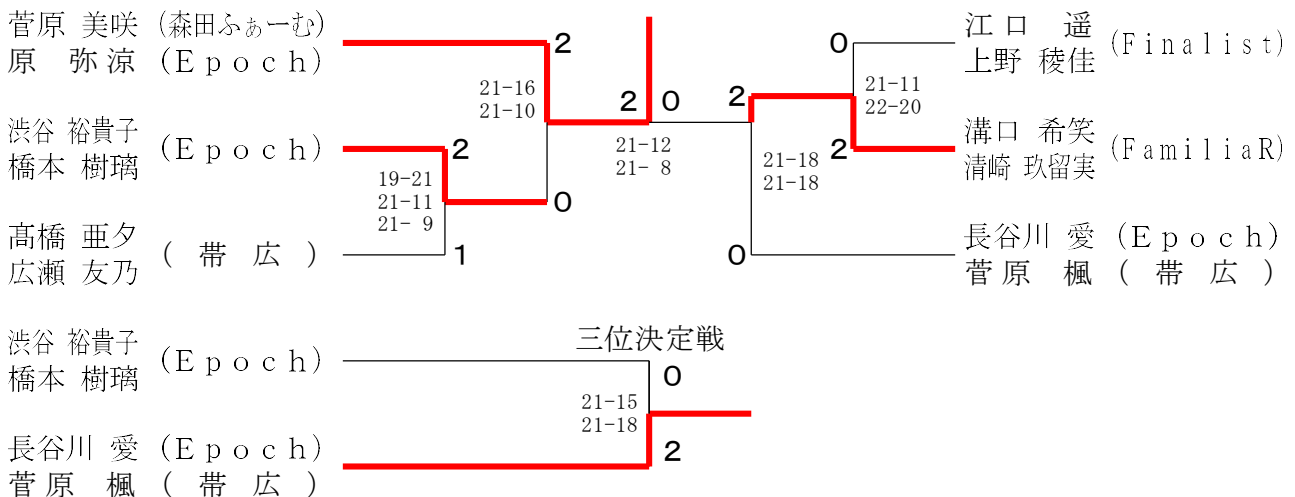 菅原 美咲 (森田ふぁーむ)
原 弥涼 (Epoch)
渋谷 裕貴子
橋本 樹璃
(Epoch)
髙橋 亜夕
広瀬 友乃
(帯広)
2
21-16
21-10
2
19-21
21-11
21- 9
0
1
2 0
21-12
21- 8
江口 遥
上野 稜佳
(Finalist)
0
21-11
22-20
2
溝口 希笑
清崎 玖留実
(FamiliaR)
2
21-18
21-18
0
長谷川 愛 (Epoch)
菅原 楓 (帯広)
三位決定戦
渋谷 裕貴子
橋本 樹璃
(Epoch)
0
21-15
21-18
2
長谷川 愛 (Epoch)
菅原 楓 (帯広)